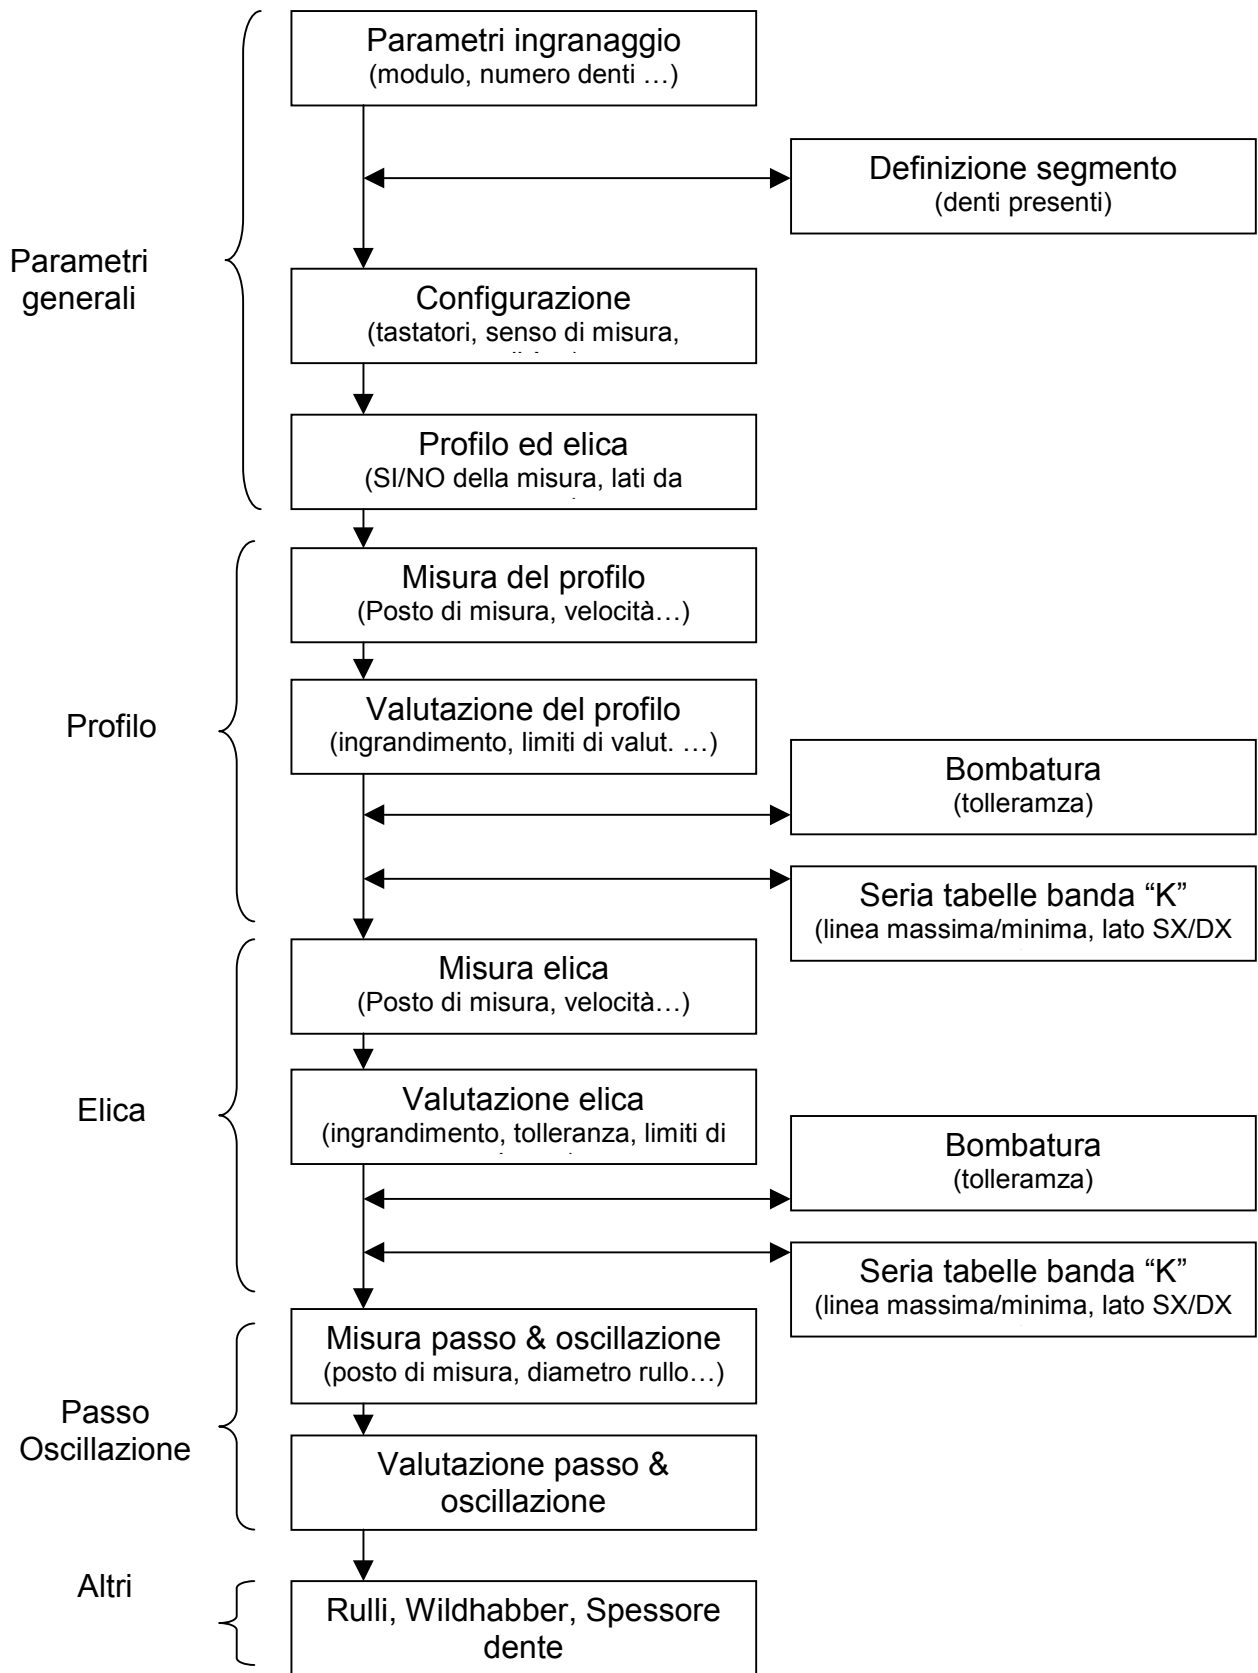 Parametri ingranaggio
(modulo, numero denti …)
Definizione segmento
(denti presenti)
Parametri
generali
Configurazione
(tastatori, senso di misura,
Profilo ed elica
(SI/NO della misura, lati da
Misura del profilo
(Posto di misura, velocità…)
Profilo
Valutazione del profilo
(ingrandimento, limiti di valut. …)
Bombatura
(tolleramza)
Seria tabelle banda “K”
(linea massima/minima, lato SX/DX
Misura elica
(Posto di misura, velocità…)
Elica
Valutazione elica
(ingrandimento, tolleranza, limiti di
Bombatura
(tolleramza)
Seria tabelle banda “K”
(linea massima/minima, lato SX/DX
Misura passo & oscillazione
(posto di misura, diametro rullo…)
Passo
Oscillazione
Valutazione passo &
oscillazione
Altri
Rulli, Wildhabber, Spessore
dente